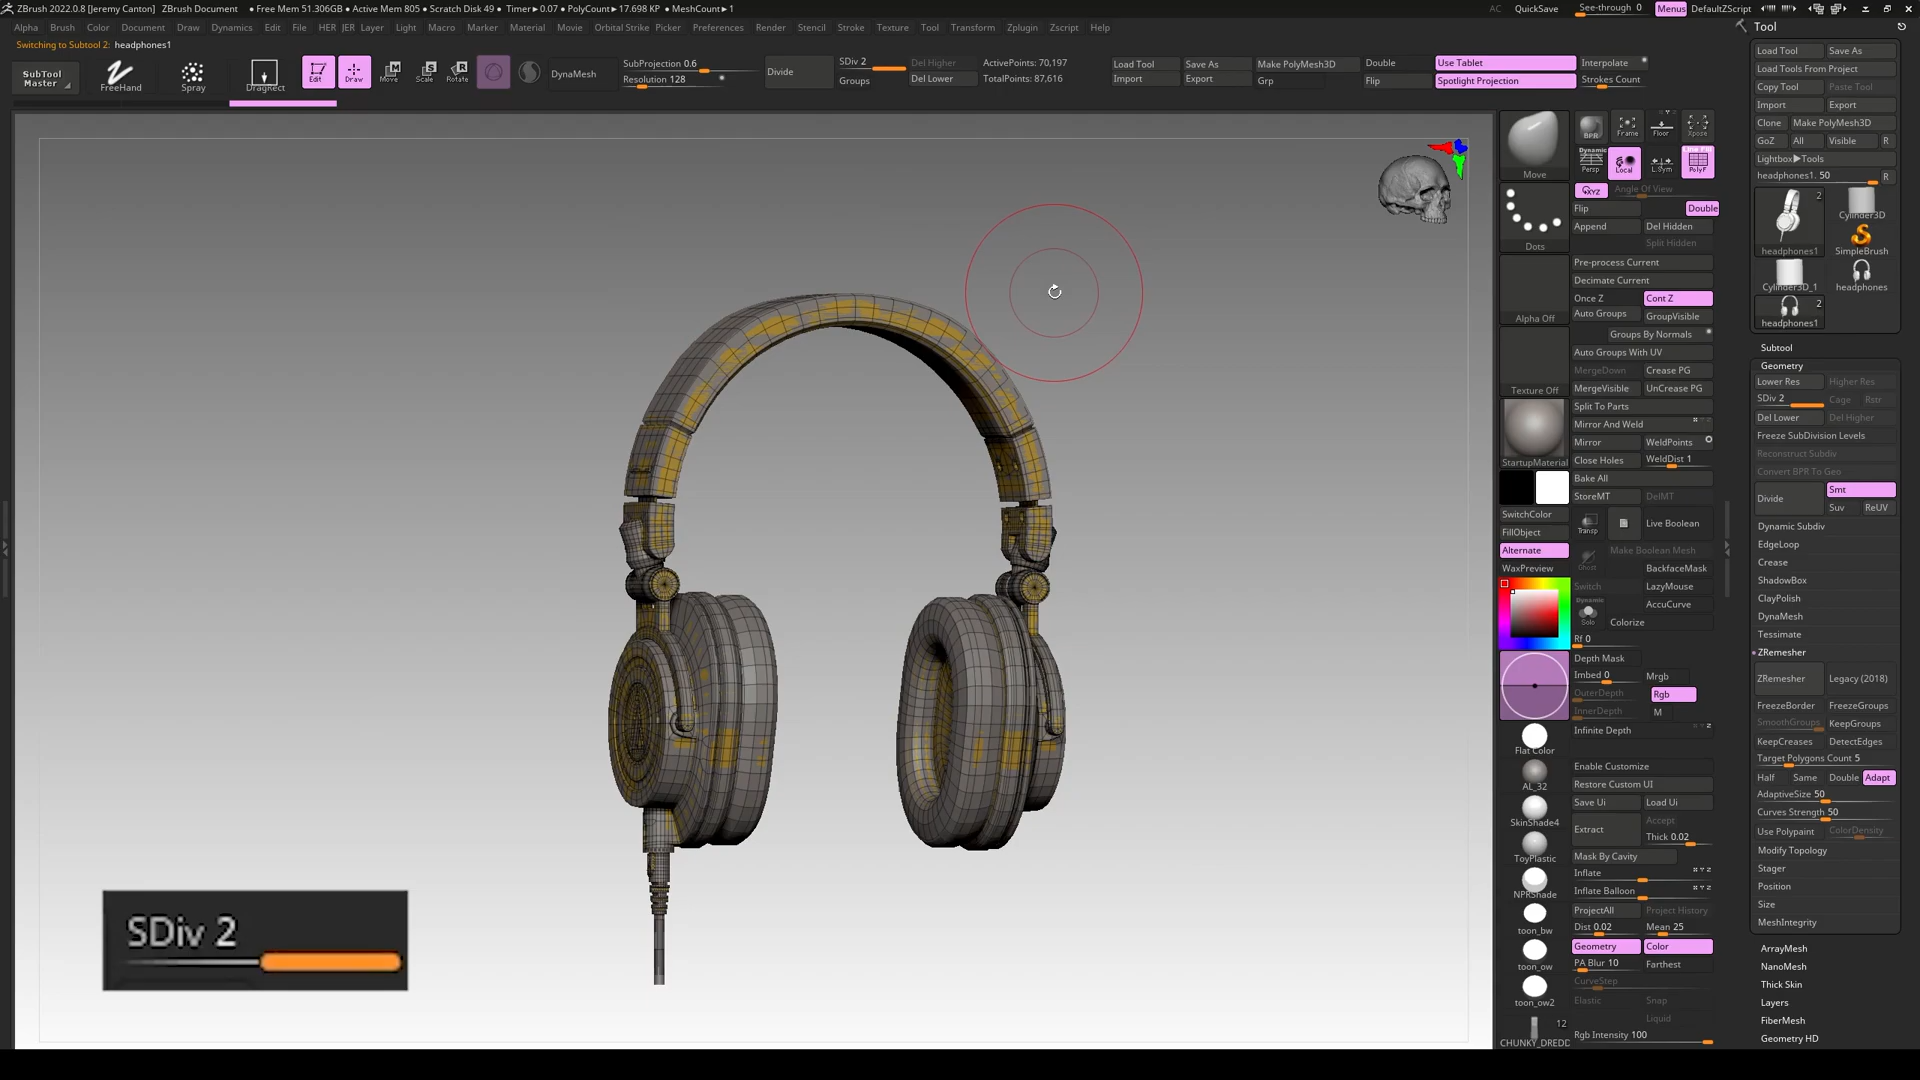 ZBrush 2022.0.8 [Jeremy Canton] ZBrush Document • Free Mem 51.306GB • Active Mem 805 • Scratch Disk 49 • Timer▸0.07 • PolyCount▸17.698 KP • MeshCount▸1 AC QuickSave See-through 0 Menus DefaultZScript
Alpha Brush Color Document Draw Dynamics Edit File HER JER Layer Light Macro Marker Material Movie Orbital Strike Picker Preferences Render Stencil Stroke Texture Tool Transform Zplugin Zscript Help
Switching to Subtool 2: headphones1
SubTool Master
FreeHand
Spray
DragRect
Edit
Draw
Move
Scale
Rotate
DynaMesh
SubProjection 0.6
Resolution 128
Divide
SDiv 2
Groups
Del Higher
Del Lower
ActivePoints: 70,197
TotalPoints: 87,616
Load Tool Save As
Import Export
Make PolyMesh3D
Grp
Double
Flip
Use Tablet
Spotlight Projection
Interpolate
Strokes Count
Move
Dots
Alpha Off
Texture Off
StartupMaterial
SwitchColor
FillObject
Alternate
WaxPreview
Flat Color
AL_32
SkinShade4
ToyPlastic
NPRShade
toon_bw
toon_ow
toon_ow2
12
CHUNKY_DREDD
BPR Frame Floor Xpose
Dynamic
Persp Local L.Sym PolyF
XYZ Angle Of View
Flip Double
Append Del Hidden
Split Hidden
Pre-process Current
Decimate Current
Once Z Cont Z
Auto Groups GroupVisible
Groups By Normals
Auto Groups With UV
MergeDown Crease PG
MergeVisible UnCrease PG
Split To Parts
Mirror And Weld
Mirror WeldPoints
Close Holes WeldDist 1
Bake All
StoreMT DelMT
Transp Live Boolean
Make Boolean Mesh
Ghost BackfaceMask
Switch LazyMouse
Dynamic AccuCurve
Solo Colorize
Rf 0
Depth Mask
Imbed 0 Mrgb
OuterDepth Rgb
InnerDepth M
Infinite Depth
Enable Customize
Restore Custom UI
Save Ui Load Ui
Extract Accept
Thick 0.02
Mask By Cavity
Inflate
Inflate Balloon
ProjectAll Project History
Dist 0.02 Mean 25
Geometry Color
PA Blur 10 Farthest
CurveStep
Elastic Snap
Liquid
Rgb Intensity 100
Tool
Load Tool Save As
Load Tools From Project
Copy Tool Paste Tool
Import Export
Clone Make PolyMesh3D
GoZ All Visible R
Lightbox▸Tools
headphones1. 50 R
2
headphones1
Cylinder3D
SimpleBrush
Cylinder3D_1
headphones
2
headphones1
Subtool
Geometry
Lower Res Higher Res
SDiv 2 Cage Rstr
Del Lower Del Higher
Freeze SubDivision Levels
Reconstruct Subdiv
Convert BPR To Geo
Divide Smt
Suv ReUV
Dynamic Subdiv
EdgeLoop
Crease
ShadowBox
ClayPolish
DynaMesh
Tessimate
ZRemesher
ZRemesher Legacy (2018)
FreezeBorder FreezeGroups
SmoothGroups KeepGroups
KeepCreases DetectEdges
Target Polygons Count 5
Half Same Double Adapt
AdaptiveSize 50
Curves Strength 50
Use Polypaint ColorDensity
Modify Topology
Stager
Position
Size
MeshIntegrity
ArrayMesh
NanoMesh
Thick Skin
Layers
FiberMesh
Geometry HD
SDiv 2